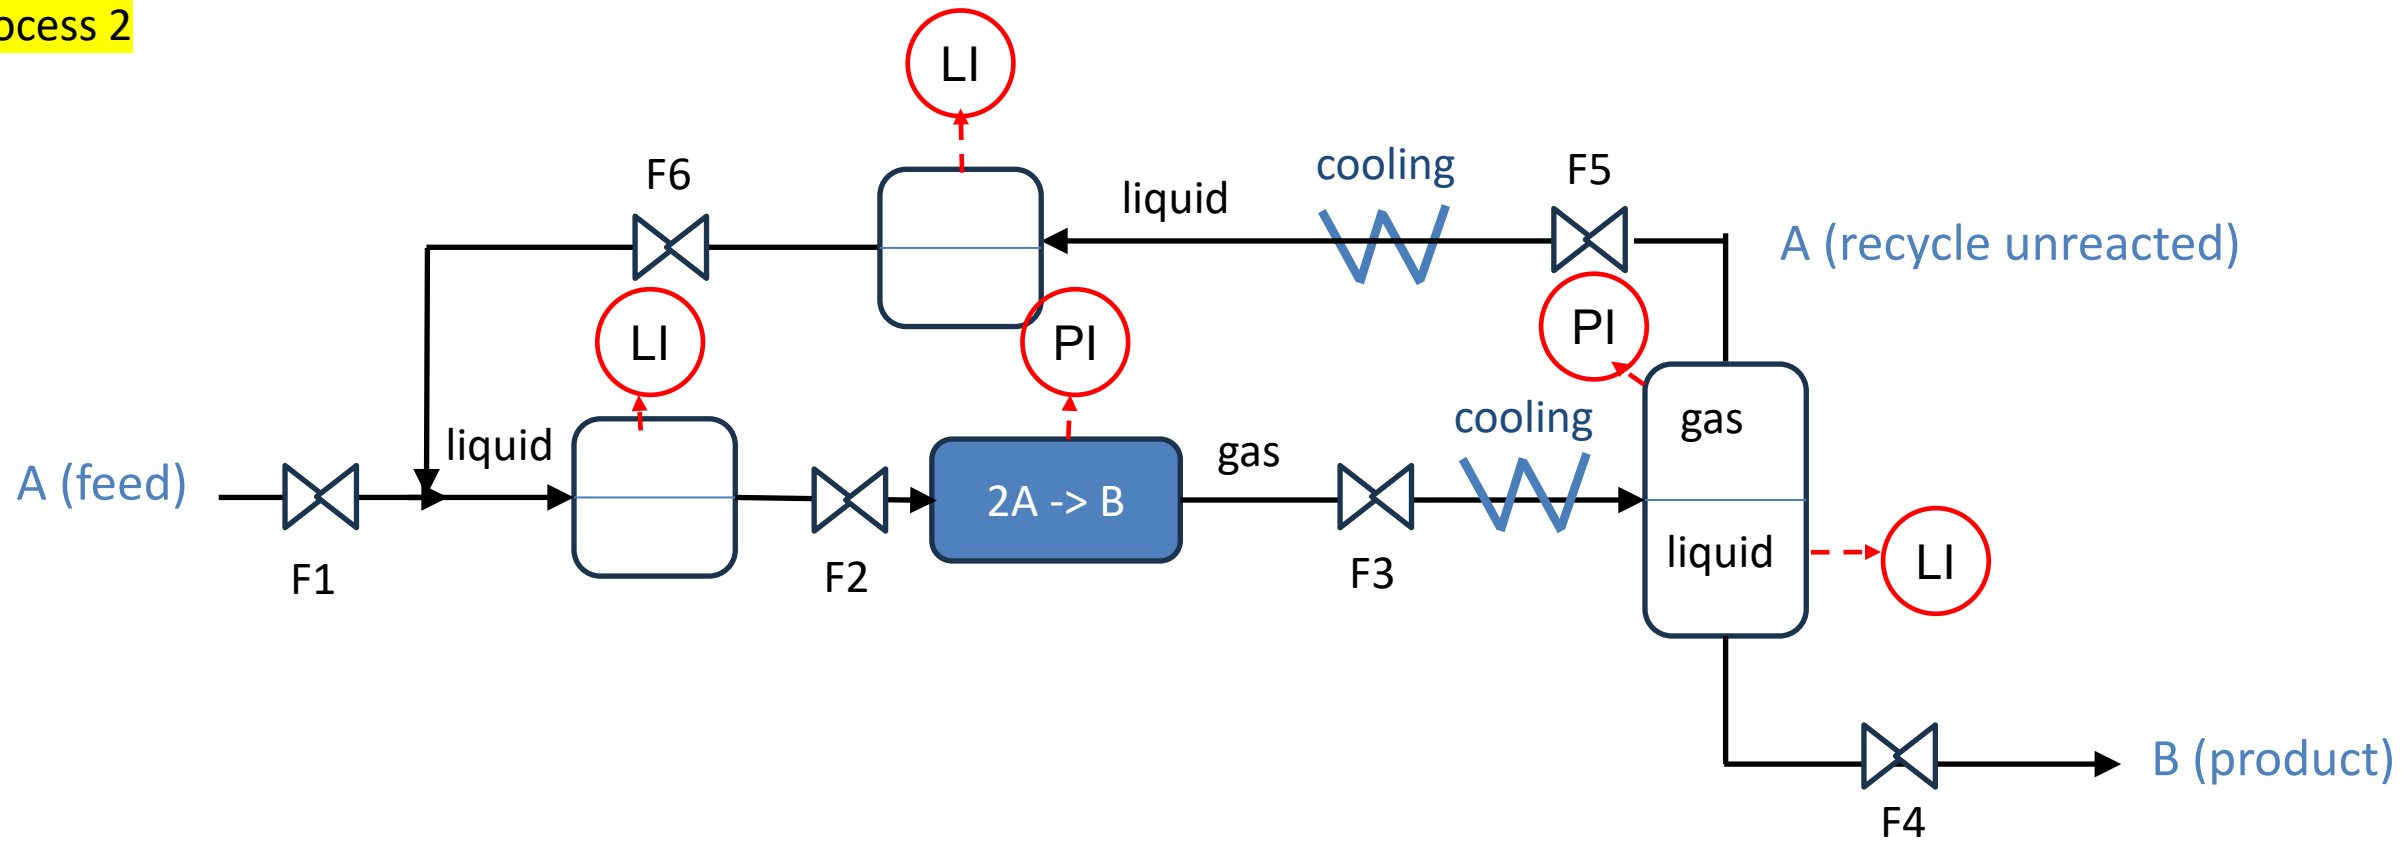 ocess 2
LI
F6
liquid
cooling
F5
A (recycle unreacted)
LI
PI
PI
A (feed)
liquid
F1
F2
2A -> B
gas
F3
cooling
gas
liquid
LI
F4
B (product)